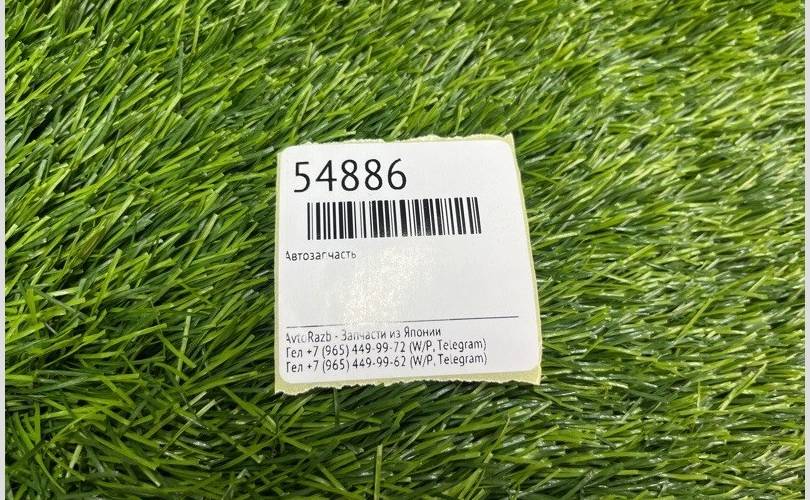 54886
Автозапчасть
AvtoRazb - Запчасти из Японии
Тел +7 (965) 449-99-72 (W/P, Telegram)
Тел +7 (965) 449-99-62 (W/P, Telegram)